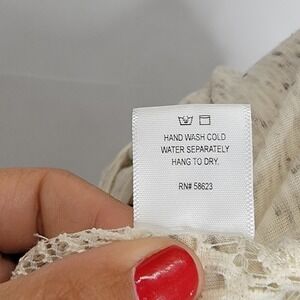 HAND WASH COLD
WATER SEPARATELY
HANG TO DRY.
RN# 58623